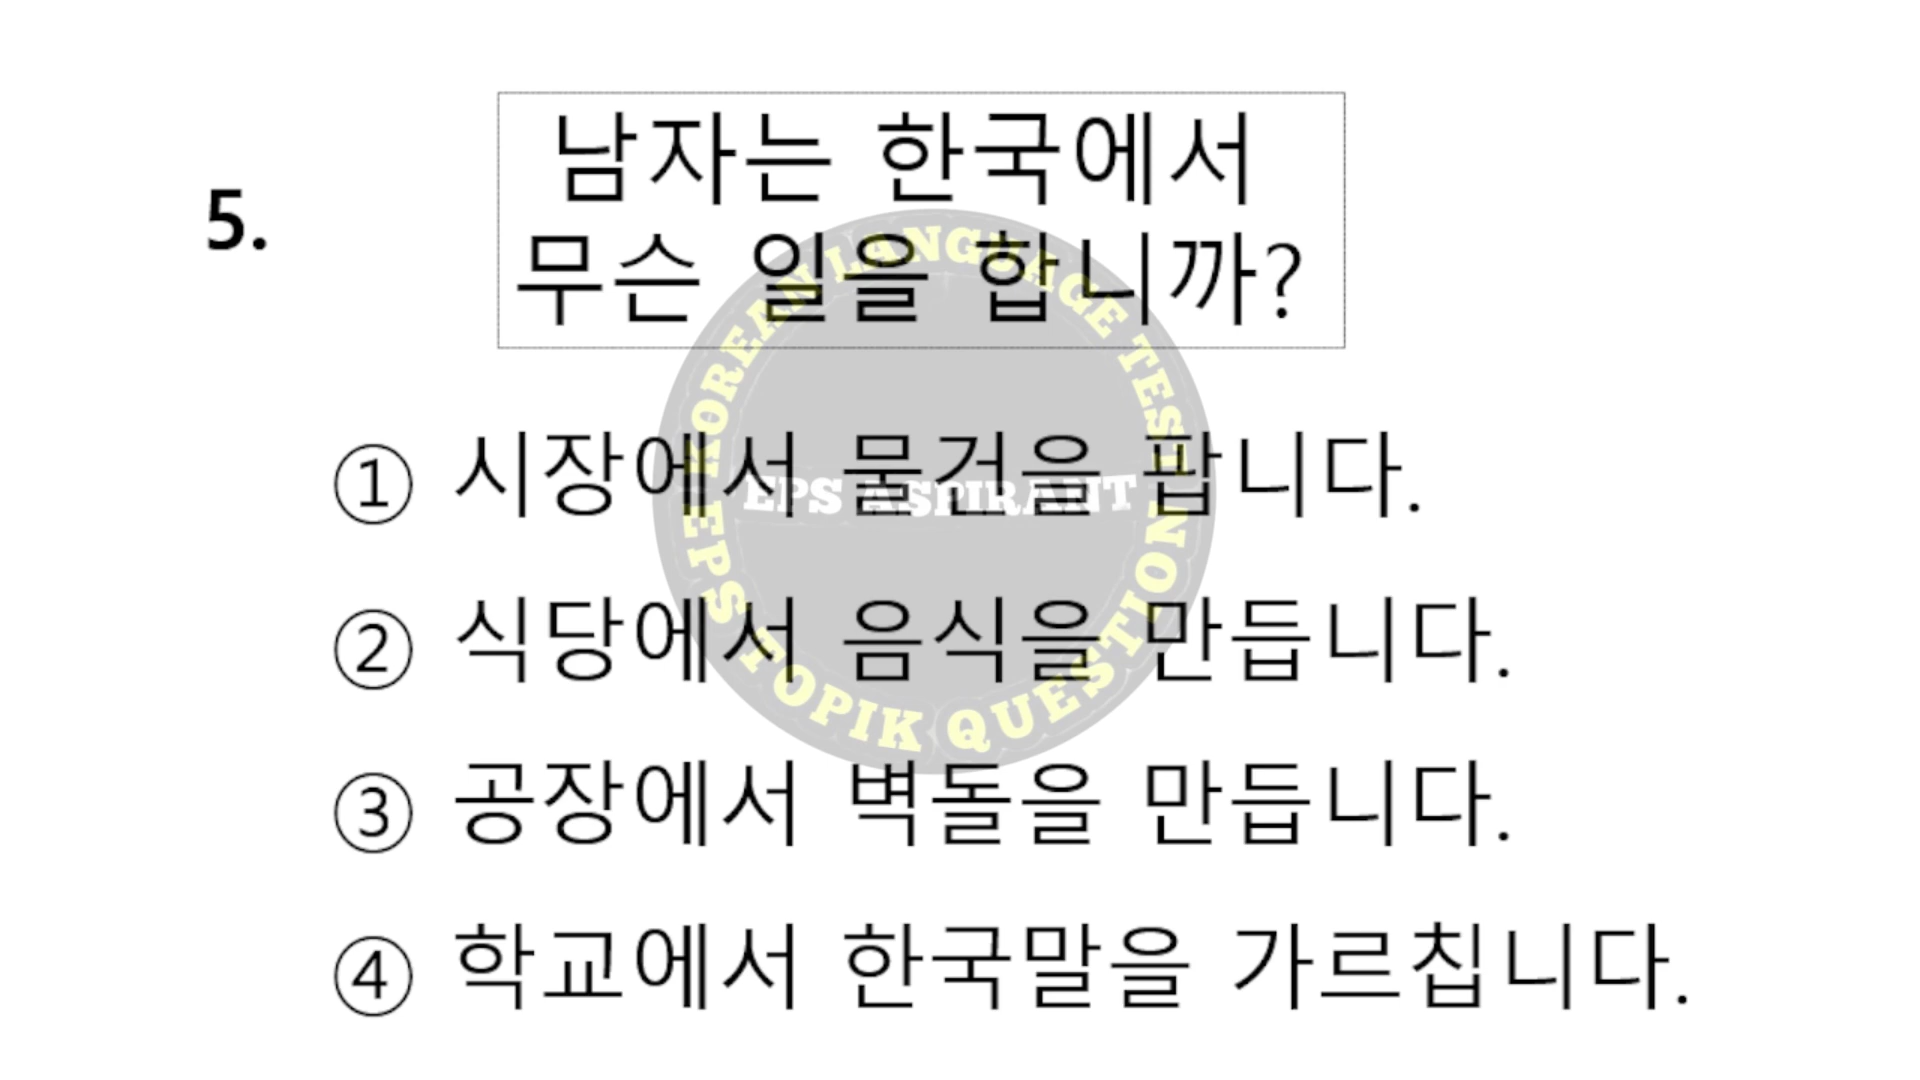 5.
남자는 한국에서
무슨 일을 합니까?
① 시장에서 물건을 팝니다.
② 식당에서 음식을 만듭니다.
③ 공장에서 벽돌을 만듭니다.
④ 학교에서 한국말을 가르칩니다.
KOREAN LANGUAGE TEST
EPS ASPIRANT
EPS TOPIK QUESTION